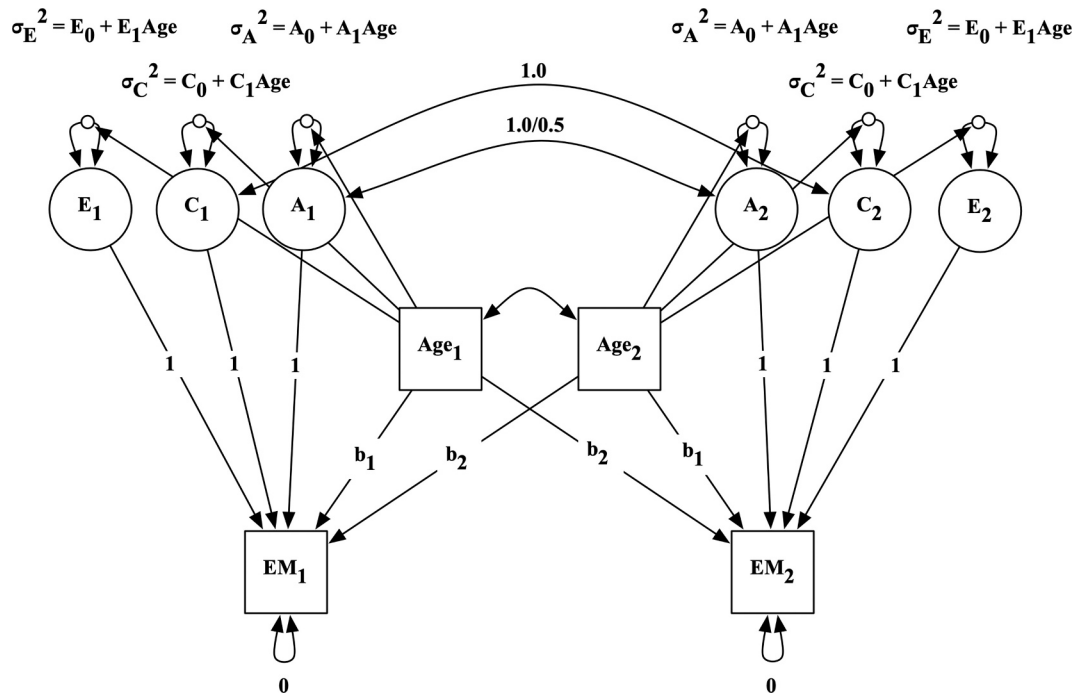 σE² = E0 + E1Age
σA² = A0 + A1Age
σA² = A0 + A1Age
σE² = E0 + E1Age
σC² = C0 + C1Age
1.0
σC² = C0 + C1Age
1.0/0.5
E1
C1
A1
A2
C2
E2
Age1
Age2
1
1
1
1
1
1
b1
b2
b2
b1
EM1
EM2
0
0